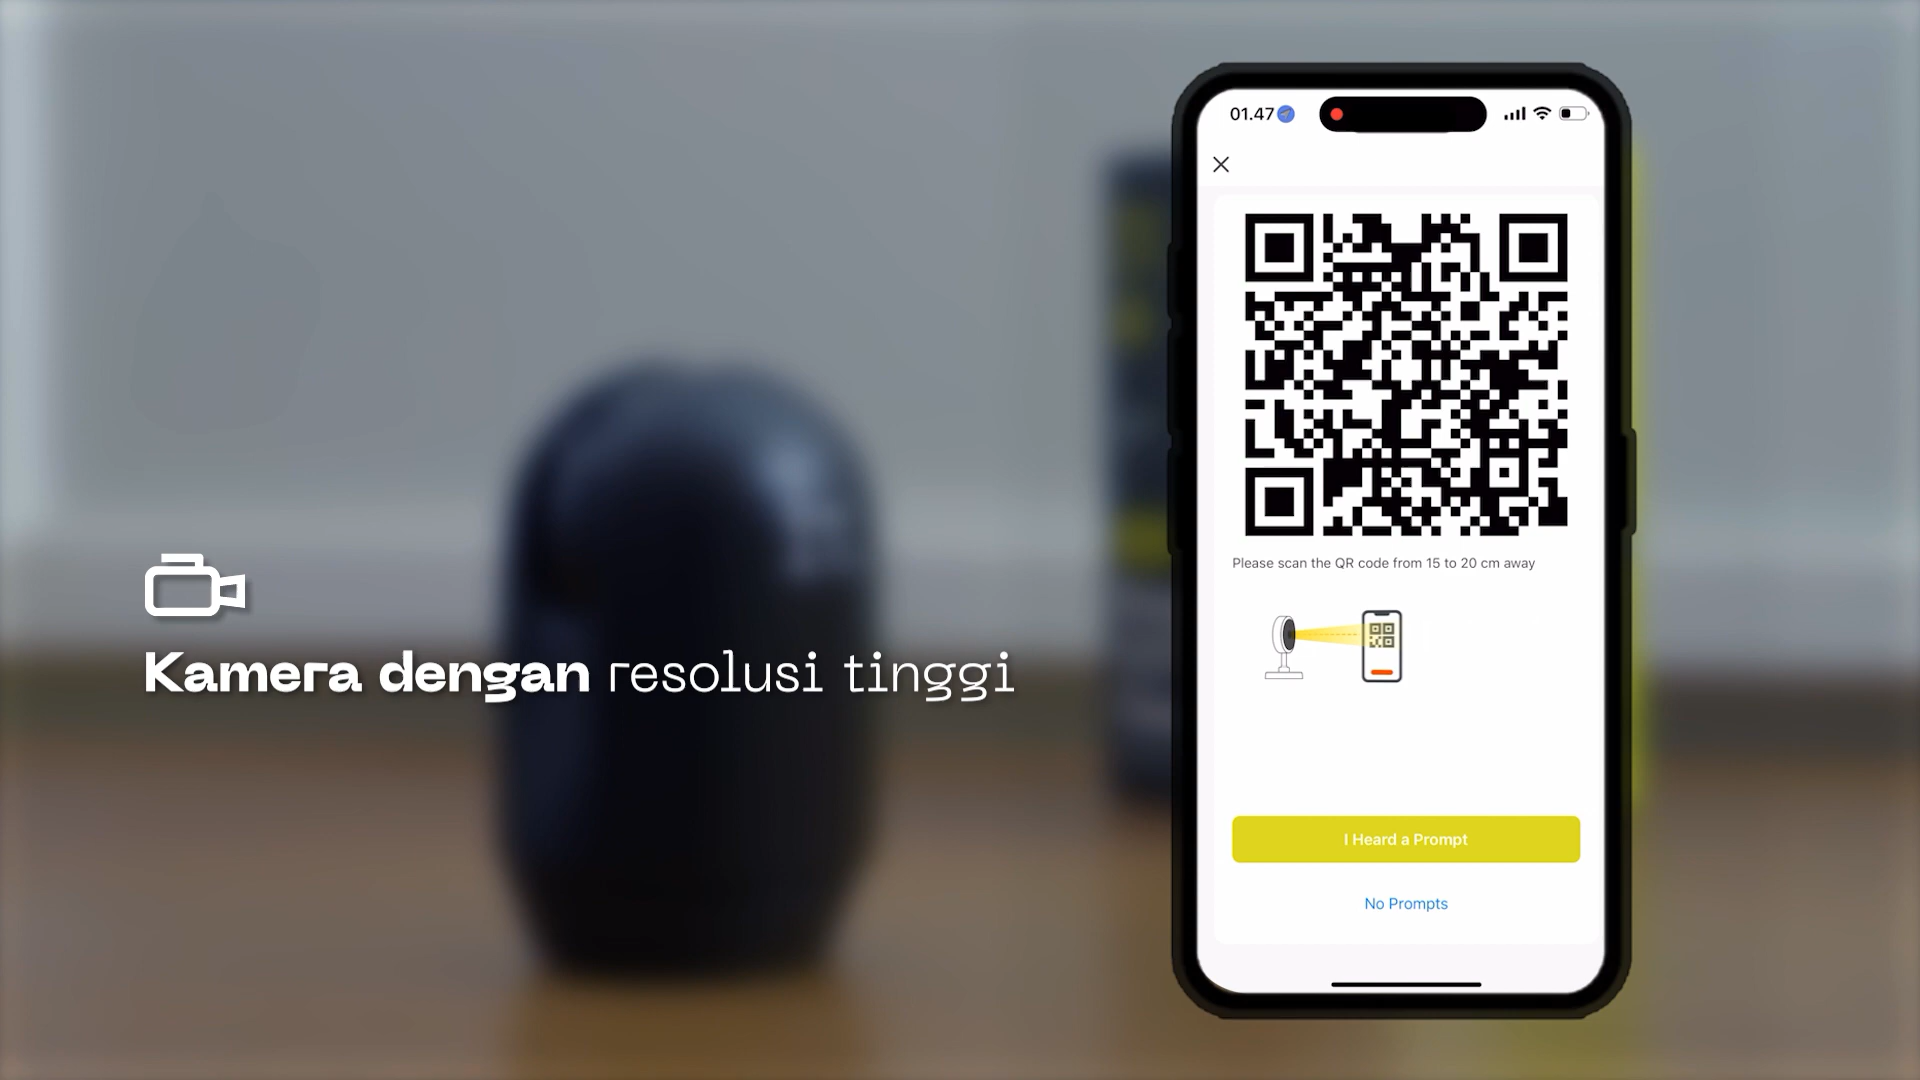 Kamera dengan resolusi tinggi
01.47
Please scan the QR code from 15 to 20 cm away
I Heard a Prompt
No Prompts